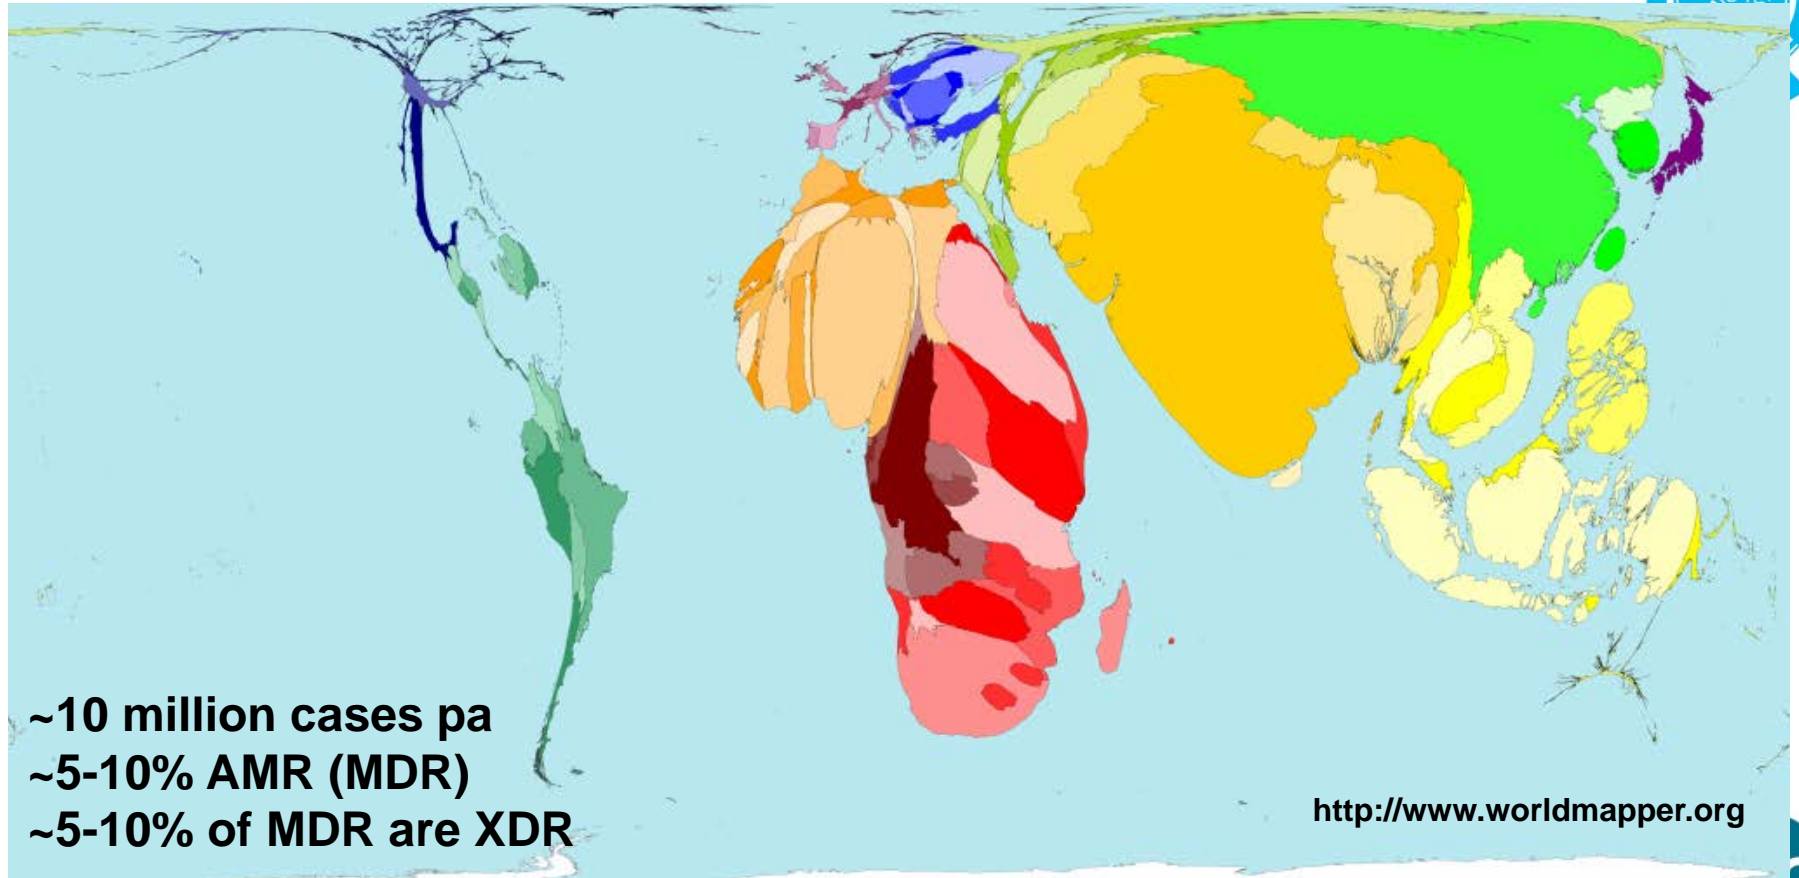 ~10 million cases pa
~5-10% AMR (MDR)
~5-10% of MDR are XDR
http://www.worldmapper.org